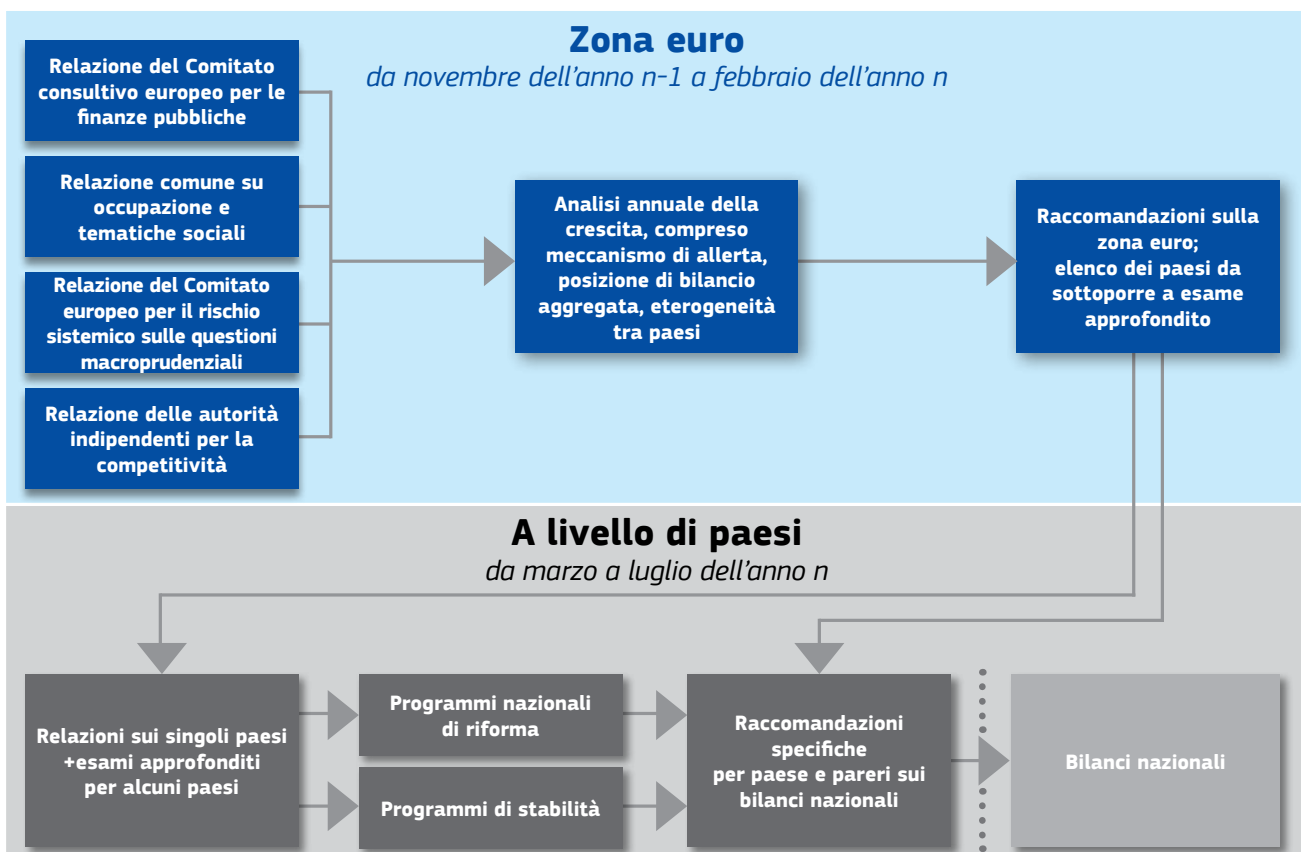 Zona euro
da novembre dell'anno n-1 a febbraio dell'anno n
Relazione del Comitato
consultivo europeo per le
finanze pubbliche
Relazione comune su
occupazione e
tematiche sociali
Relazione del Comitato
europeo per il rischio
sistemico sulle questioni
macroprudenziali
Relazione delle autorità
indipendenti per la
competitività
Analisi annuale della
crescita, compreso
meccanismo di allerta,
posizione di bilancio
aggregata, eterogeneità
tra paesi
Raccomandazioni sulla
zona euro;
elenco dei paesi da
sottoporre a esame
approfondito
A livello di paesi
da marzo a luglio dell'anno n
Relazioni sui singoli paesi
+esami approfonditi
per alcuni paesi
Programmi nazionali
di riforma
Programmi di stabilità
Raccomandazioni
specifiche
per paese e pareri sui
bilanci nazionali
Bilanci nazionali